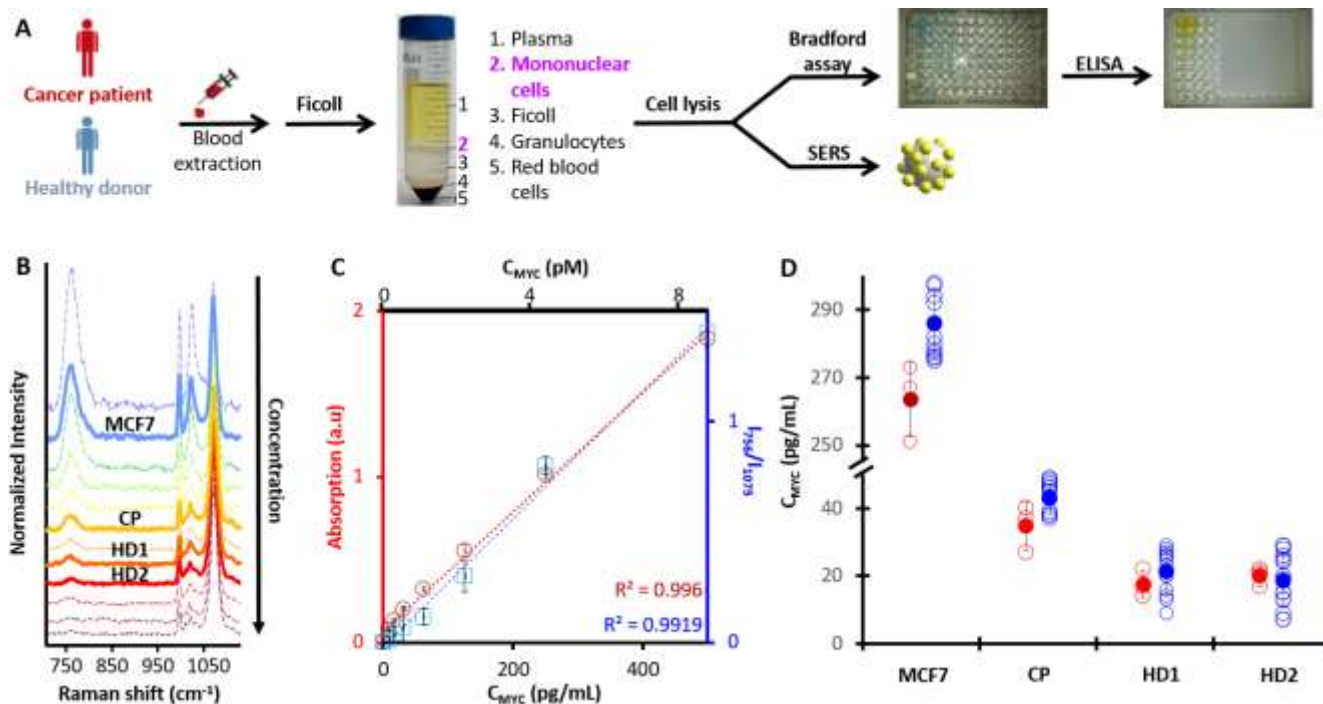 A
Cancer patient
Healthy donor
Blood
extraction
Ficoll
1
2
3
4
5
1. Plasma
2. Mononuclear
cells
3. Ficoll
4. Granulocytes
5. Red blood
cells
Cell lysis
Bradford
assay
SERS
ELISA
B
Normalized Intensity
MCF7
CP
HD1
HD2
Concentration
750 850 950 1050
Raman shift (cm⁻¹)
C
C_MYC (pM)
0 4 8
Absorption (a.u)
2
1
0
1
0
I₇₅₆/I₁₀₇₅
R² = 0.996
R² = 0.9919
0 200 400
C_MYC (pg/mL)
D
C_MYC (pg/mL)
290
270
250
40
20
0
MCF7 CP HD1 HD2